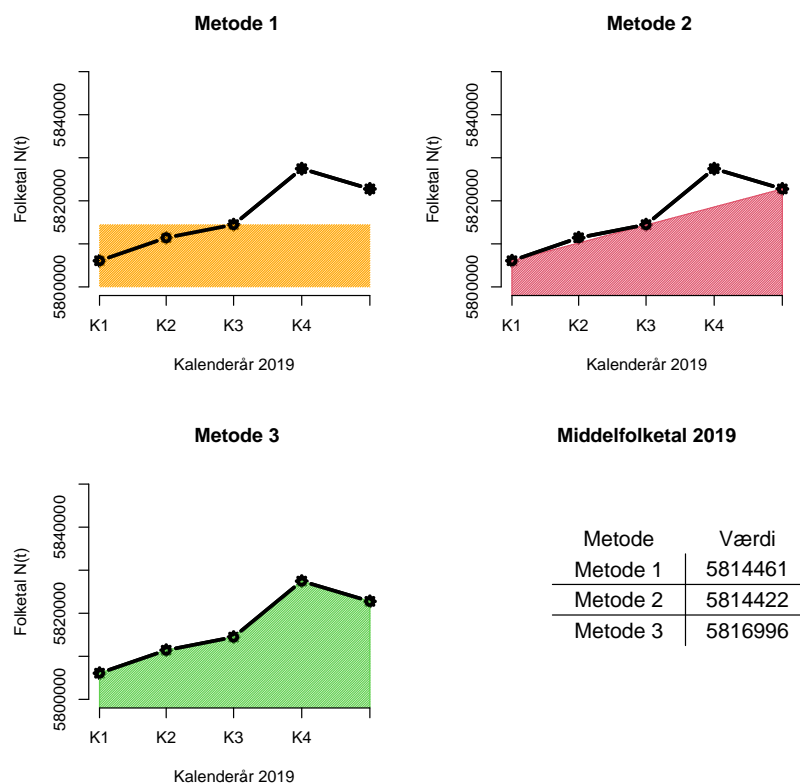 Metode 1
Folketal N(t)
5840000
5820000
5800000
K1 K2 K3 K4
Kalenderår 2019
Metode 2
Folketal N(t)
5840000
5820000
5800000
K1 K2 K3 K4
Kalenderår 2019
Metode 3
Folketal N(t)
5840000
5820000
5800000
K1 K2 K3 K4
Kalenderår 2019
Middelfolketal 2019
Metode Værdi
Metode 1 5814461
Metode 2 5814422
Metode 3 5816996